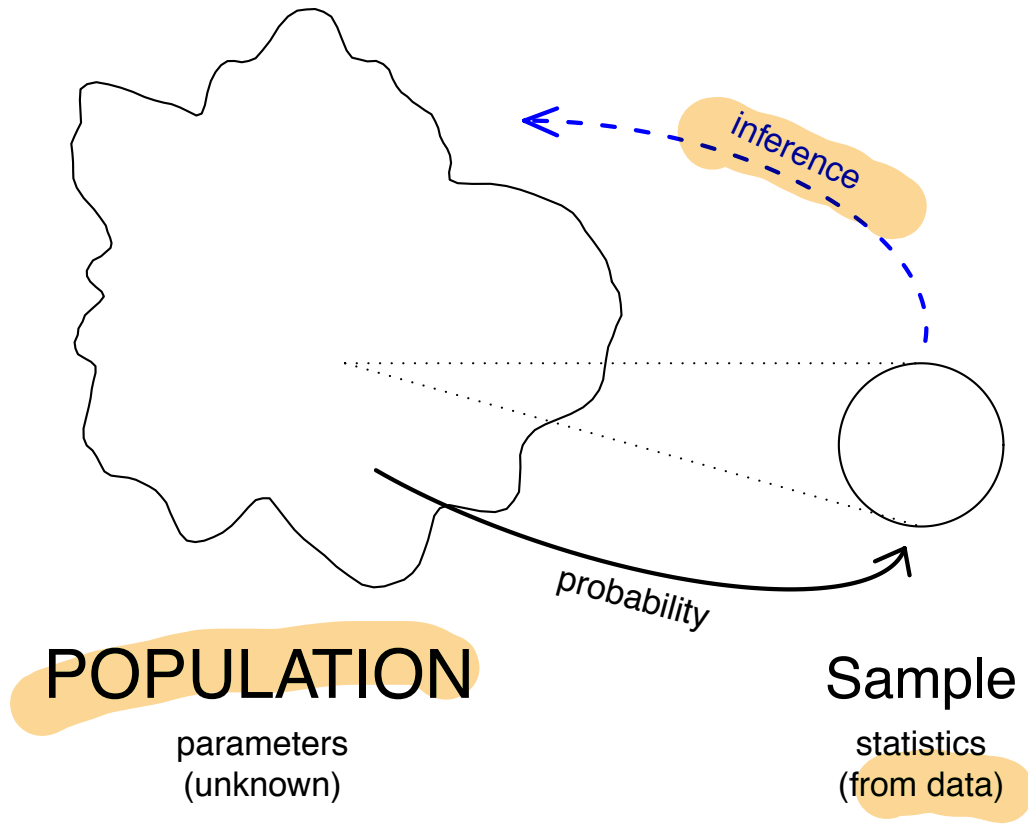 inference
probability
POPULATION
parameters
(unknown)
Sample
statistics
(from data)